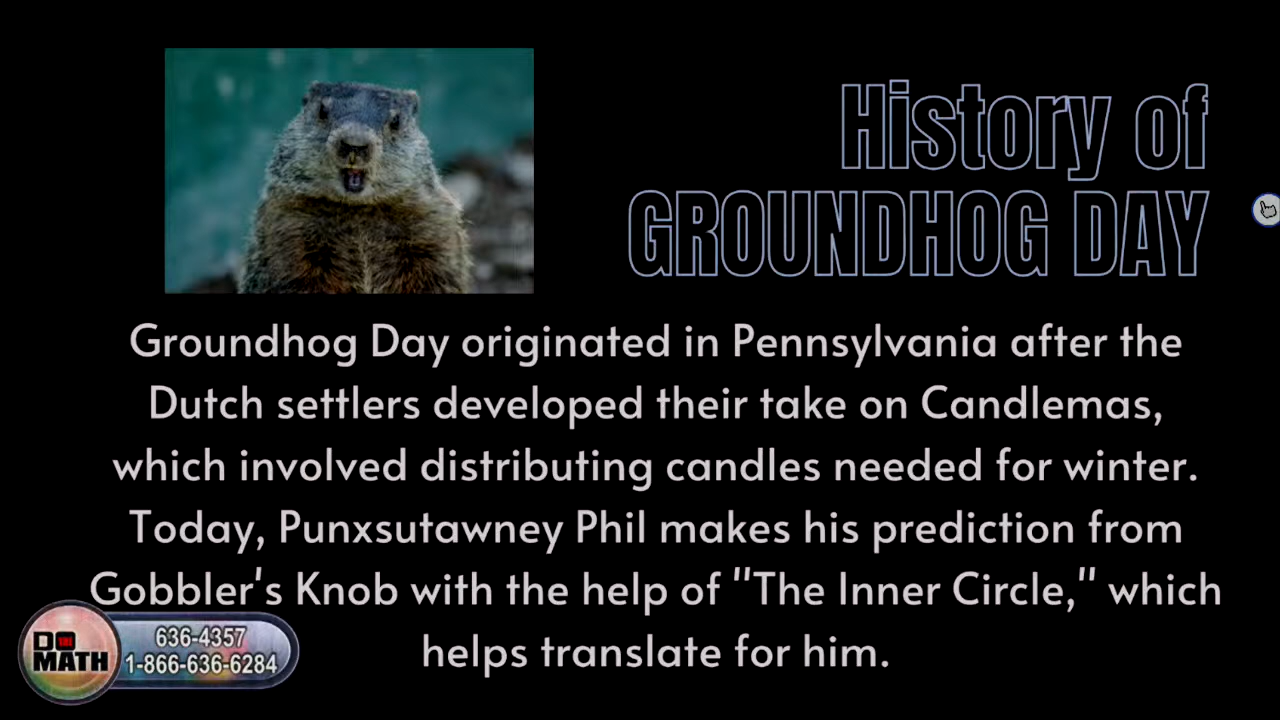 History of
GROUNDHOG DAY
Groundhog Day originated in Pennsylvania after the
Dutch settlers developed their take on Candlemas,
which involved distributing candles needed for winter.
Today, Punxsutawney Phil makes his prediction from
Gobbler's Knob with the help of "The Inner Circle," which
helps translate for him.
DO THE
MATH
636-4357
1-866-636-6284